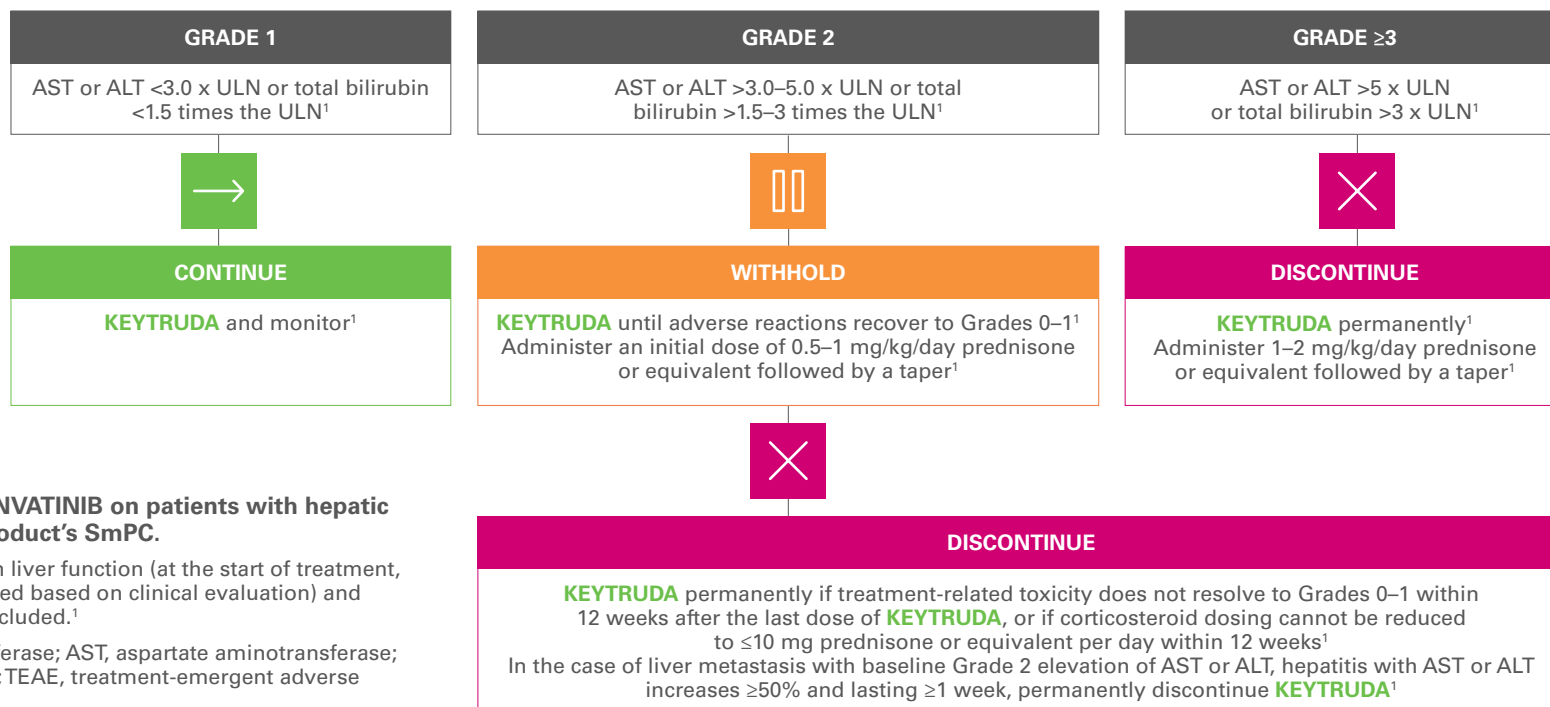 GRADE 1
AST or ALT <3.0 x ULN or total bilirubin
<1.5 times the ULN¹
CONTINUE
KEYTRUDA and monitor¹
GRADE 2
AST or ALT >3.0–5.0 x ULN or total
bilirubin >1.5–3 times the ULN¹
WITHHOLD
KEYTRUDA until adverse reactions recover to Grades 0–1¹
Administer an initial dose of 0.5–1 mg/kg/day prednisone
or equivalent followed by a taper¹
GRADE ≥3
AST or ALT >5 x ULN
or total bilirubin >3 x ULN¹
DISCONTINUE
KEYTRUDA permanently¹
Administer 1–2 mg/kg/day prednisone
or equivalent followed by a taper¹
DISCONTINUE
KEYTRUDA permanently if treatment-related toxicity does not resolve to Grades 0–1 within
12 weeks after the last dose of KEYTRUDA, or if corticosteroid dosing cannot be reduced
to ≤10 mg prednisone or equivalent per day within 12 weeks¹
In the case of liver metastasis with baseline Grade 2 elevation of AST or ALT, hepatitis with AST or ALT
increases ≥50% and lasting ≥1 week, permanently discontinue KEYTRUDA¹
NVATINIB on patients with hepatic
oduct's SmPC.
liver function (at the start of treatment,
ed based on clinical evaluation) and
cluded.¹
erase; AST, aspartate aminotransferase;
; TEAE, treatment-emergent adverse